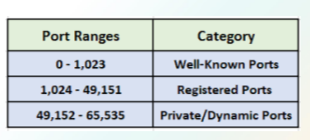 Port Ranges Category
0 - 1,023 Well-Known Ports
1,024 - 49,151 Registered Ports
49,152 - 65,535 Private/Dynamic Ports